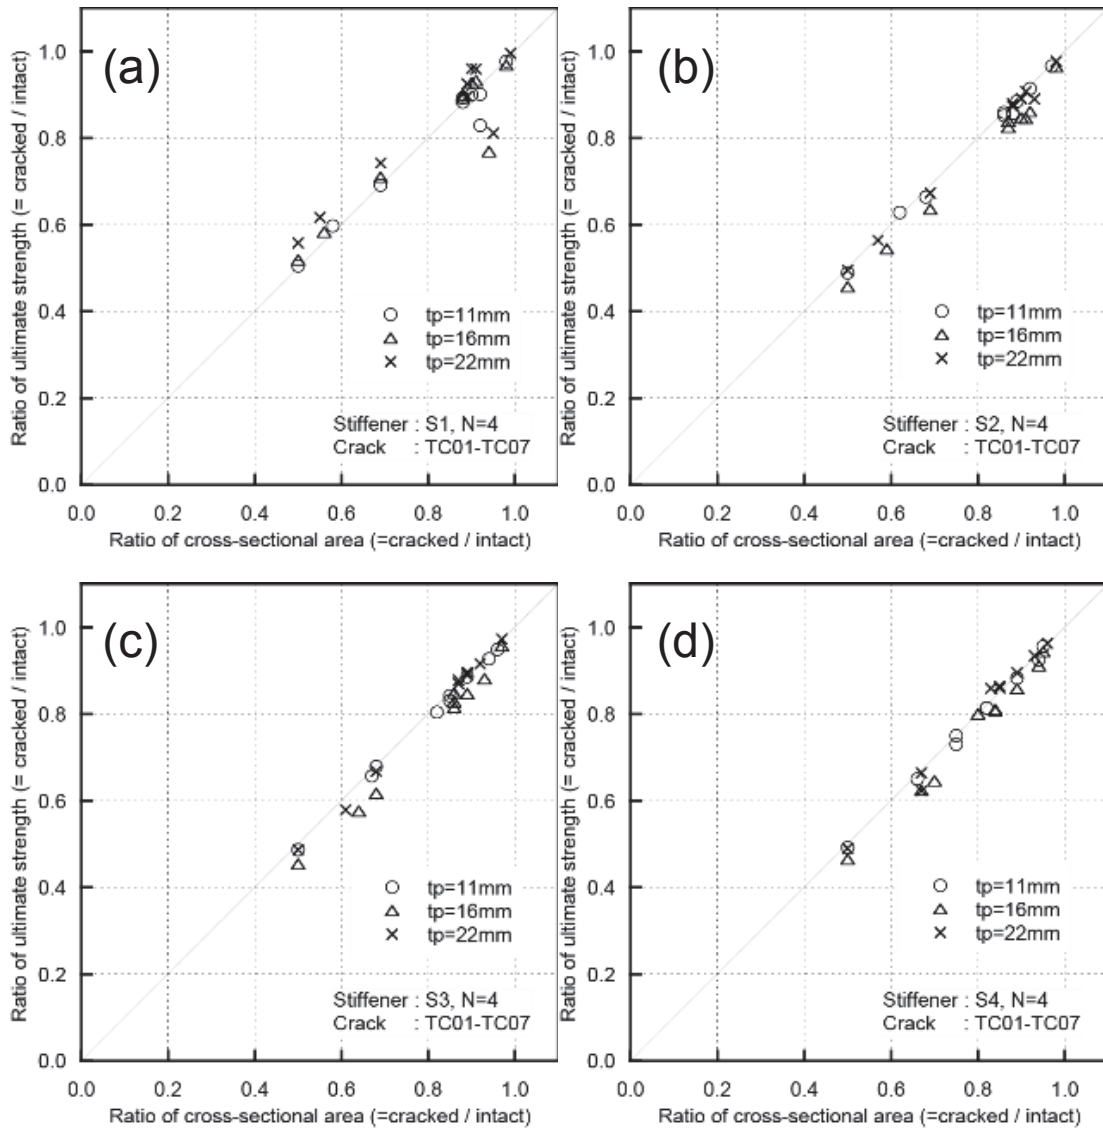 (a)
Ratio of ultimate strength (= cracked / intact)
1.0
0.8
0.6
0.4
0.2
0.0
tp=11mm
tp=16mm
tp=22mm
Stiffener : S1, N=4
Crack : TC01-TC07
0.0 0.2 0.4 0.6 0.8 1.0
Ratio of cross-sectional area (=cracked / intact)
(b)
Ratio of ultimate strength (= cracked / intact)
1.0
0.8
0.6
0.4
0.2
0.0
tp=11mm
tp=16mm
tp=22mm
Stiffener : S2, N=4
Crack : TC01-TC07
0.0 0.2 0.4 0.6 0.8 1.0
Ratio of cross-sectional area (=cracked / intact)
(c)
Ratio of ultimate strength (= cracked / intact)
1.0
0.8
0.6
0.4
0.2
0.0
tp=11mm
tp=16mm
tp=22mm
Stiffener : S3, N=4
Crack : TC01-TC07
0.0 0.2 0.4 0.6 0.8 1.0
Ratio of cross-sectional area (=cracked / intact)
(d)
Ratio of ultimate strength (= cracked / intact)
1.0
0.8
0.6
0.4
0.2
0.0
tp=11mm
tp=16mm
tp=22mm
Stiffener : S4, N=4
Crack : TC01-TC07
0.0 0.2 0.4 0.6 0.8 1.0
Ratio of cross-sectional area (=cracked / intact)